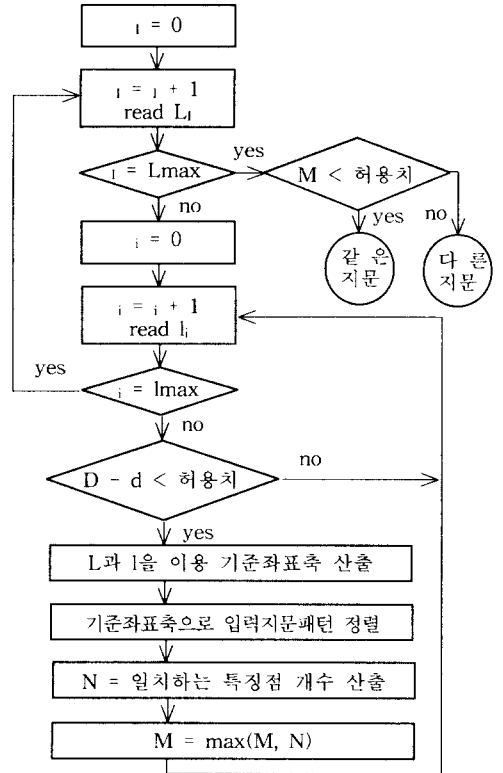 I = 0
I = I + 1
read LI
I = Lmax
yes
M < 허용치
no
yes
no
i = 0
같 은
지문
다 른
지문
i = i + 1
read li
yes
i = lmax
no
D - d < 허용치
no
yes
L과 l을 이용 기준좌표축 산출
기준좌표축으로 입력지문패턴 정렬
N = 일치하는 특징점 개수 산출
M = max(M, N)